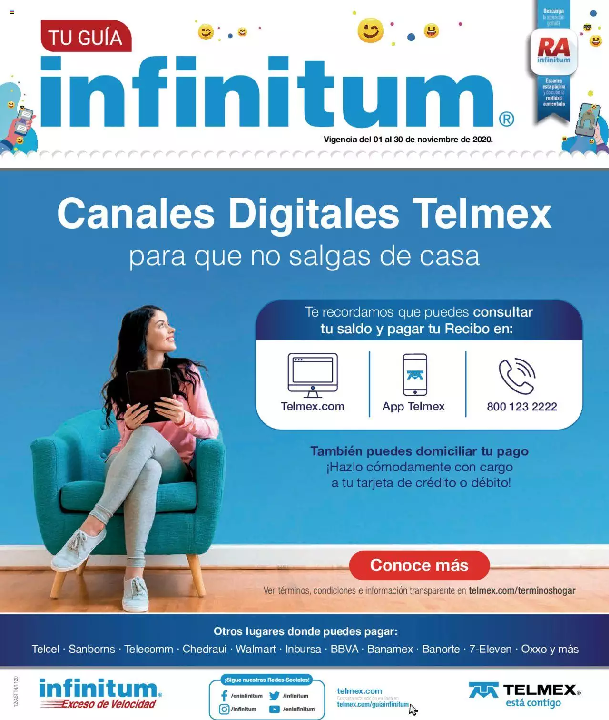 TU GUÍA
infinitum®
Vigencia del 01 al 30 de noviembre de 2020.
Descarga
RA
infinitum
Canales Digitales Telmex
para que no salgas de casa
Te recordamos que puedes consultar
tu saldo y pagar tu Recibo en:
Telmex.com
App Telmex
800 123 2222
También puedes domiciliar tu pago
¡Hazlo cómodamente con cargo
a tu tarjeta de crédito o débito!
Conoce más
Ver términos, condiciones e información transparente en telmex.com/terminoshogar
Otros lugares donde puedes pagar:
Telcel · Sanborns · Telecomm · Chedraui · Walmart · Inbursa · BBVA · Banamex · Banorte · 7-Eleven · Oxxo y más
infinitum®
Exceso de Velocidad
¡Sigue nuestras Redes Sociales!
/infinitum
/infinitum
/infinitum
telmex.com
telmex.com/guiainfinitum
TELMEX®
está contigo